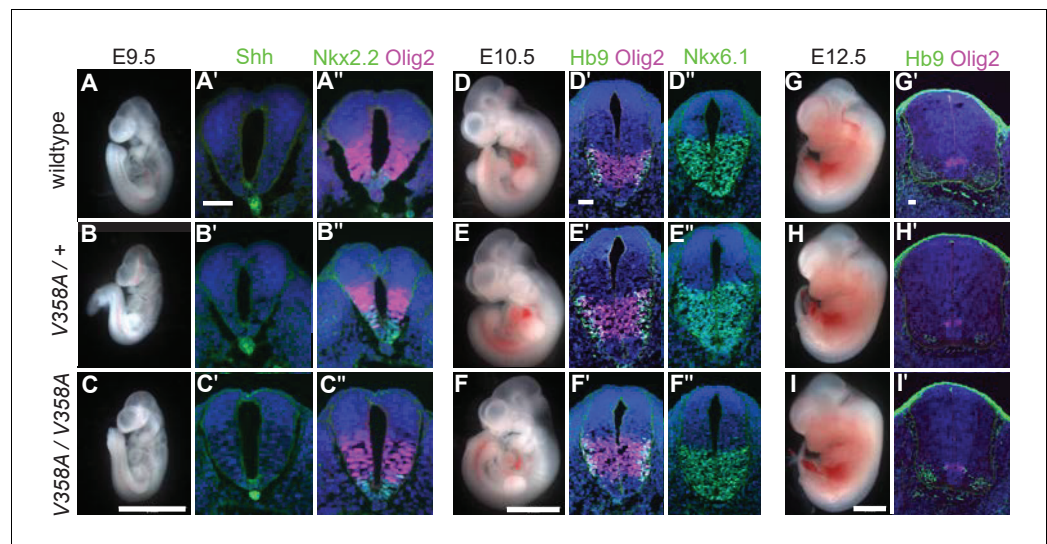 E9.5 Shh Nkx2.2 Olig2 E10.5 Hb9 Olig2 Nkx6.1 E12.5 Hb9 Olig2
wildtype
A A' A'' D D' D'' G G'
V358A / +
B B' B'' E E' E'' H H'
V358A / V358A
C C' C'' F F' F'' I I'